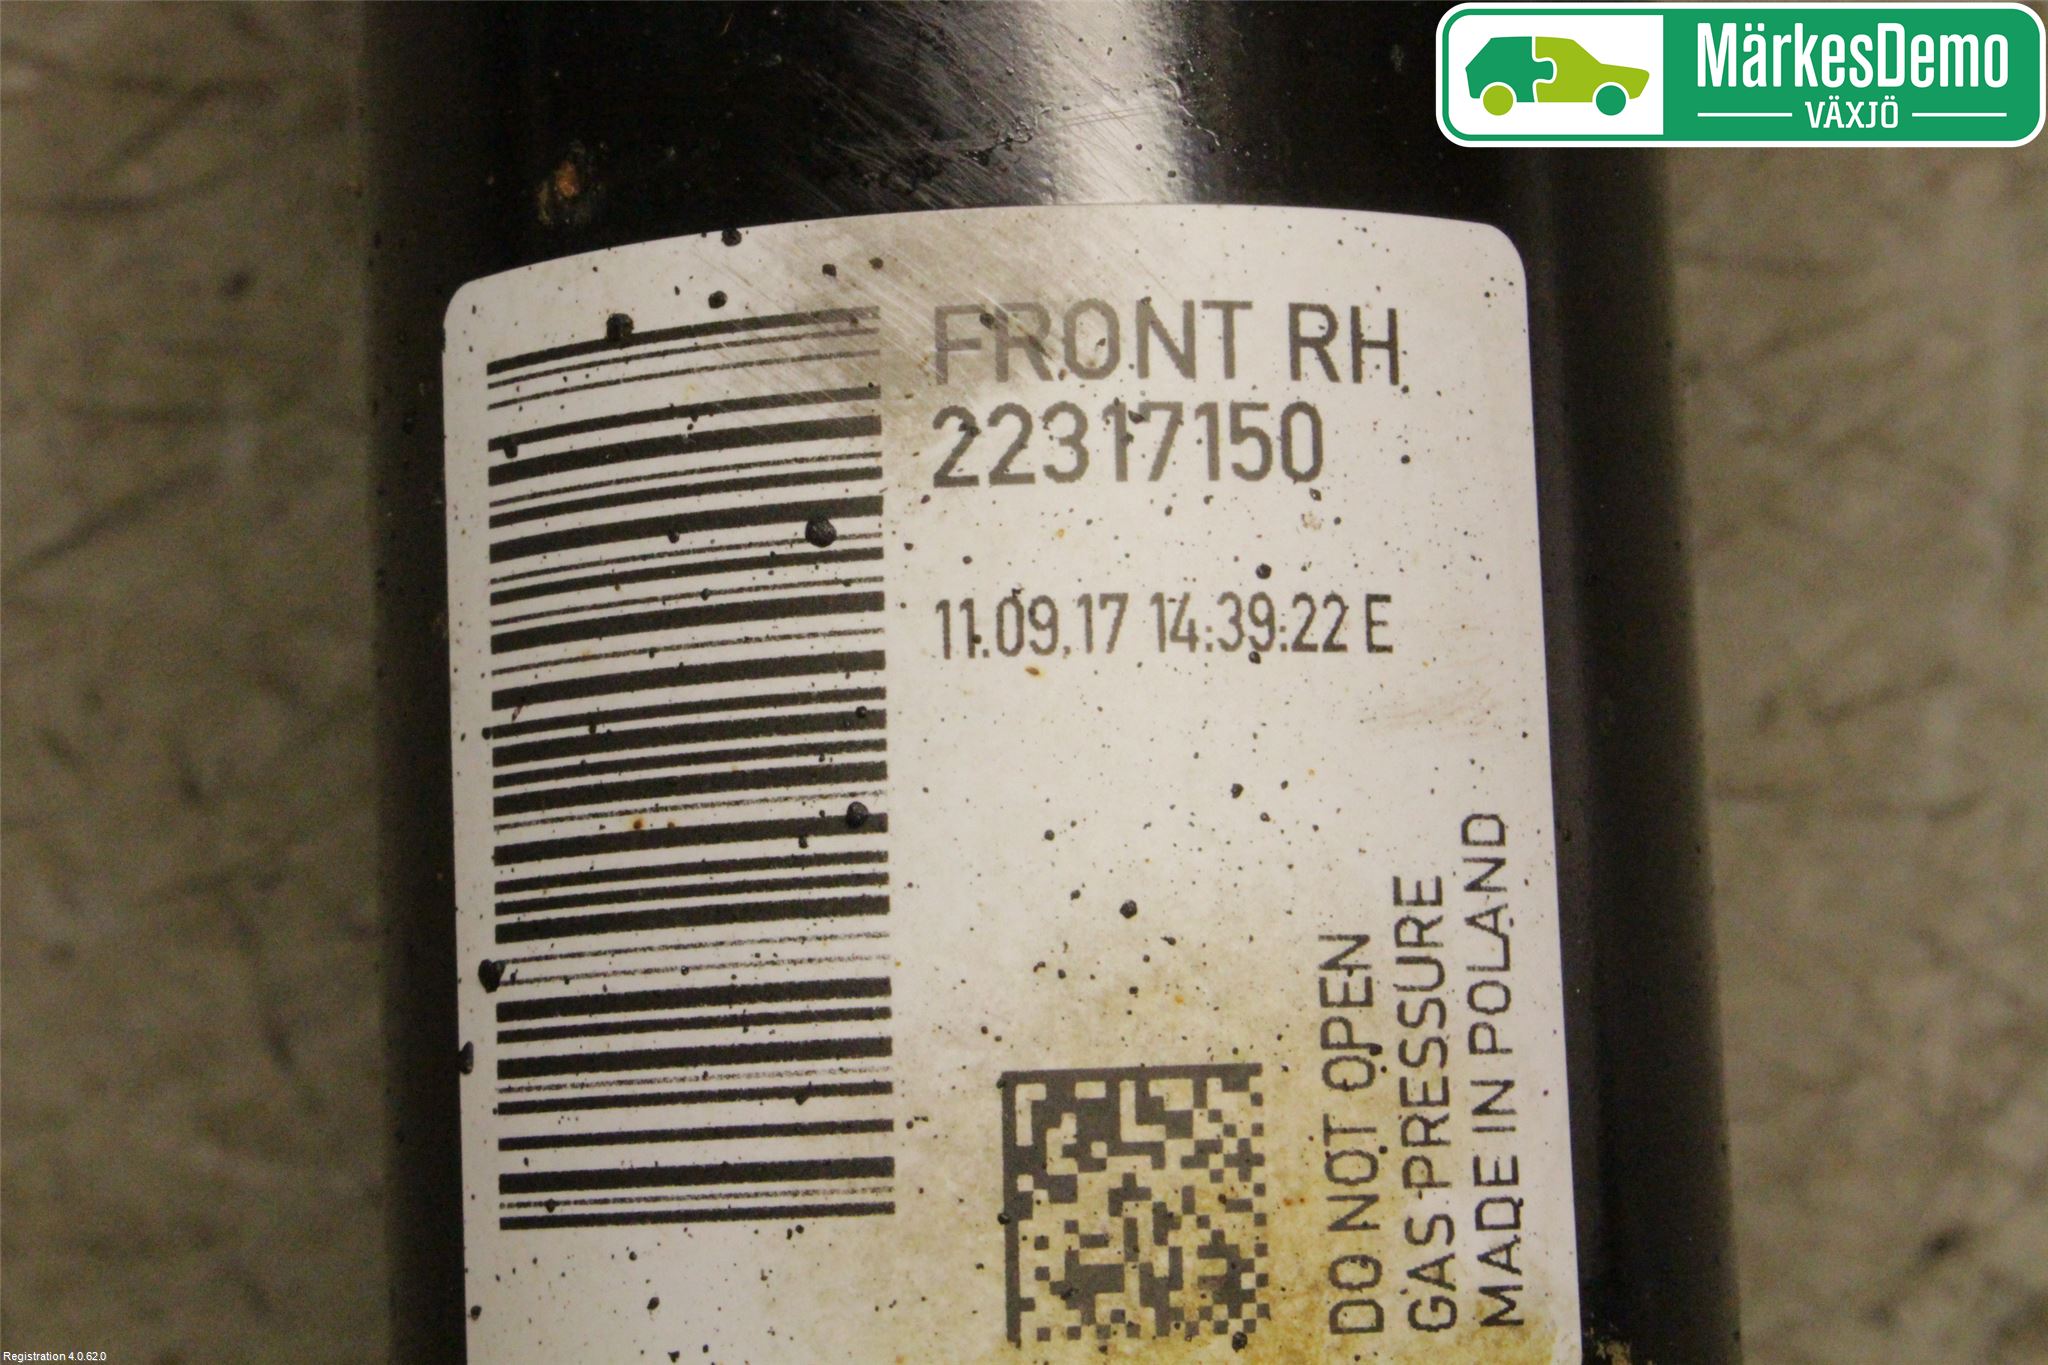 MärkesDemo
VÄXJÖ
FRONT RH
22317150
11.09.17 14:39:22 E
DO NOT OPEN
GAS PRESSURE
MADE IN POLAND
Registration 4.0.62.0